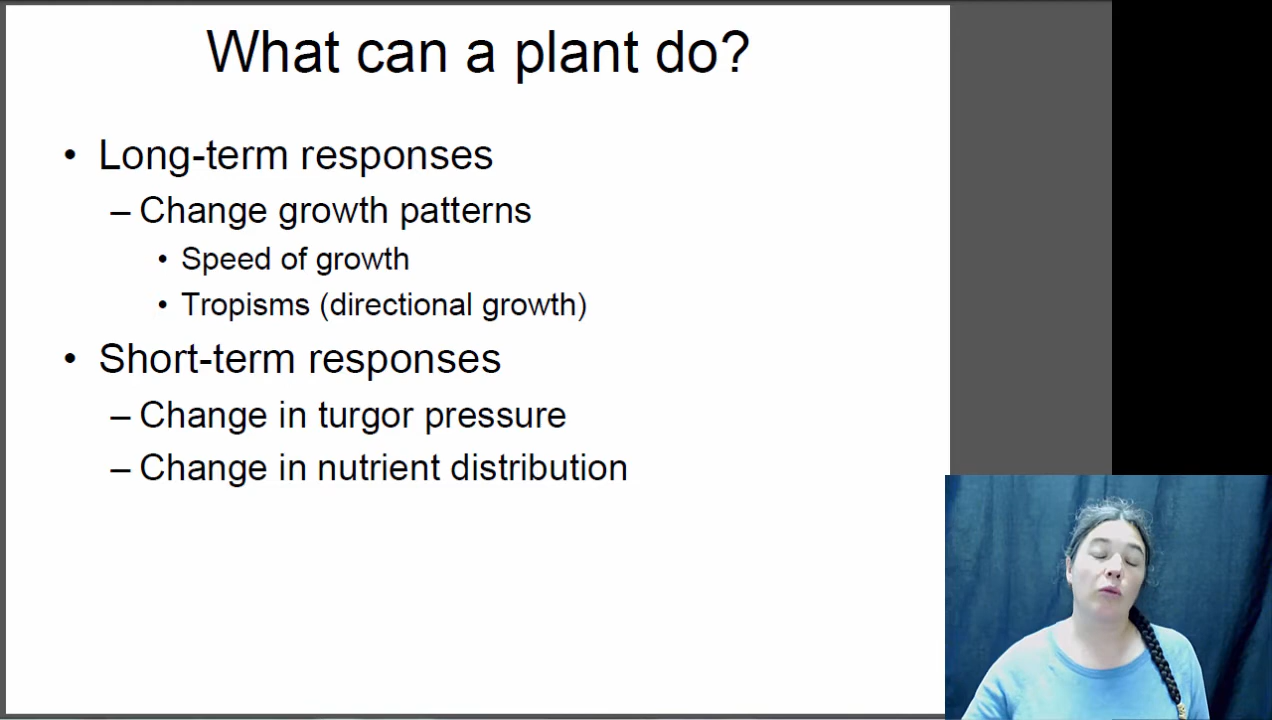 What can a plant do?
• Long-term responses
– Change growth patterns
• Speed of growth
• Tropisms (directional growth)
• Short-term responses
– Change in turgor pressure
– Change in nutrient distribution